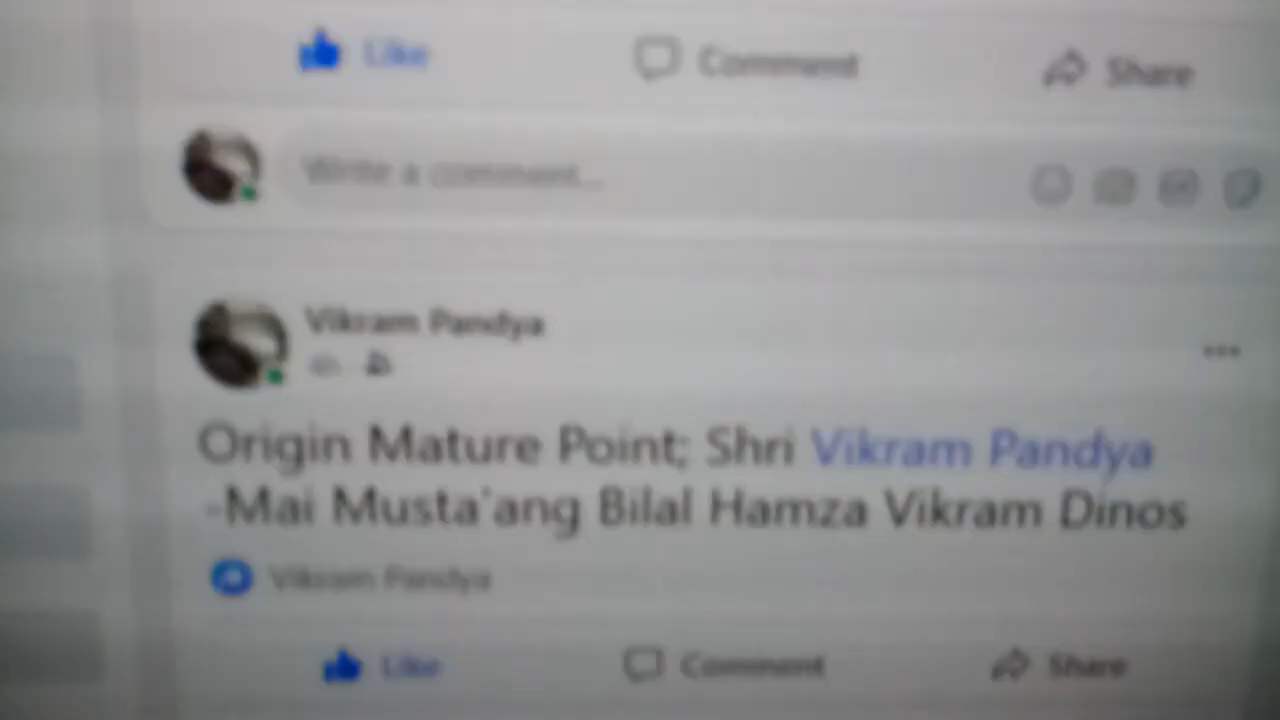 Like Comment Share
Write a comment...
Vikram Pandya
Origin Mature Point; Shri Vikram Pandya
-Mai Musta'ang Bilal Hamza Vikram Dinos
Vikram Pandya
Like Comment Share